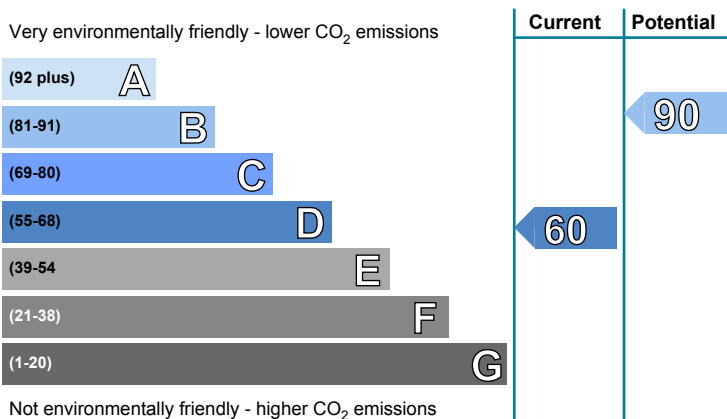 Current Potential
Very environmentally friendly - lower CO2 emissions
(92 plus) A
90
(81-91) B
(69-80) C
(55-68) D
60
(39-54 E
(21-38) F
(1-20) G
Not environmentally friendly - higher CO2 emissions